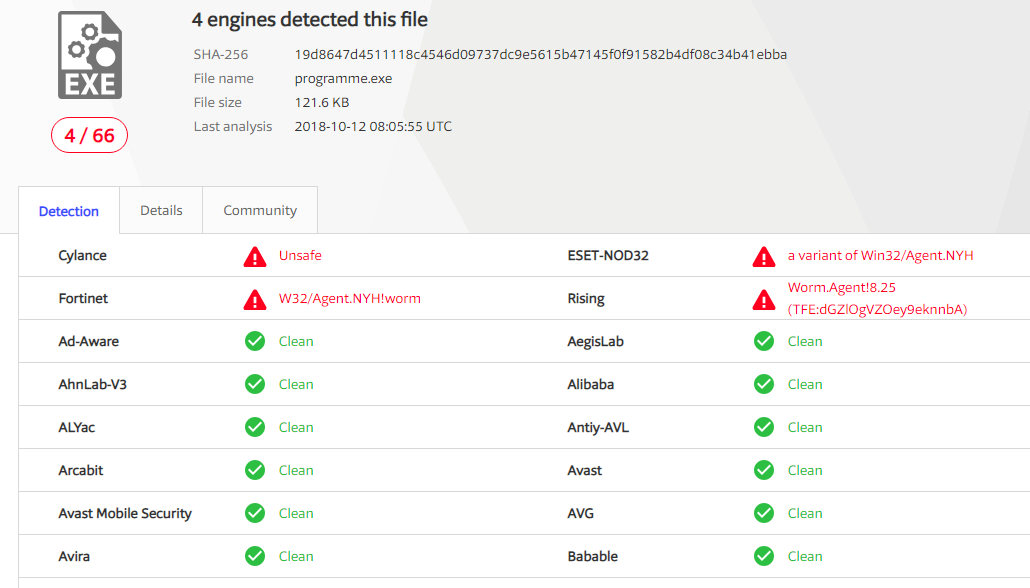 4 engines detected this file
SHA-256 19d8647d4511118c4546d09737dc9e5615b47145f0f91582b4df08c34b41ebba
File name programme.exe
File size 121.6 KB
Last analysis 2018-10-12 08:05:55 UTC
EXE
4 / 66
Detection Details Community
Cylance Unsafe ESET-NOD32 a variant of Win32/Agent.NYH
Fortinet W32/Agent.NYH!worm Rising Worm.Agent!8.25
(TFE:dGZlOgVZOey9eknnbA)
Ad-Aware Clean AegisLab Clean
AhnLab-V3 Clean Alibaba Clean
ALYac Clean Antiy-AVL Clean
Arcabit Clean Avast Clean
Avast Mobile Security Clean AVG Clean
Avira Clean Babable Clean